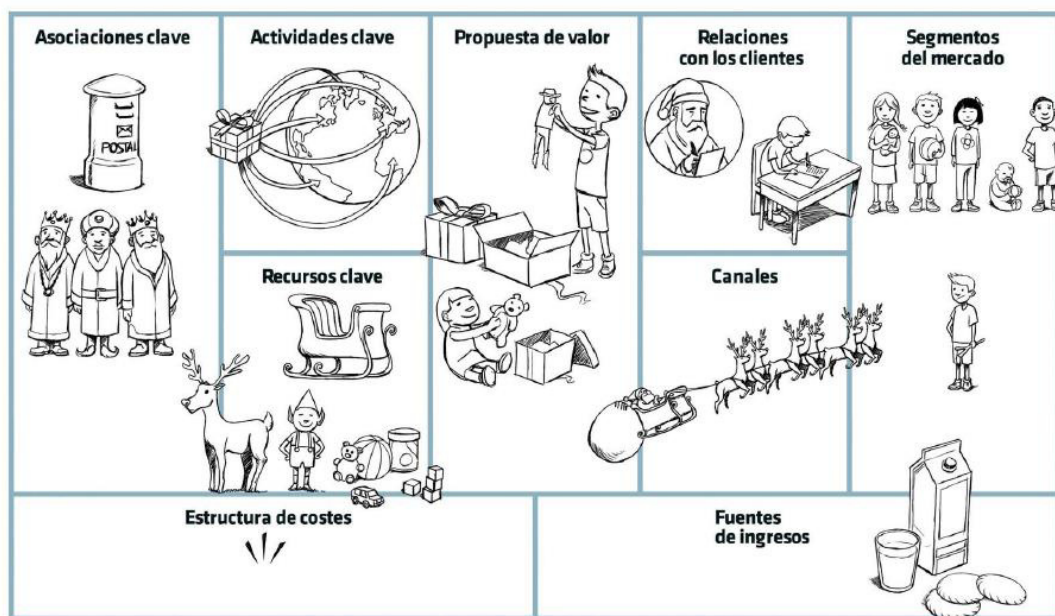 Asociaciones clave
POSTAL
Actividades clave
Recursos clave
Propuesta de valor
Relaciones
con los clientes
Canales
Segmentos
del mercado
Estructura de costes
Fuentes
de ingresos